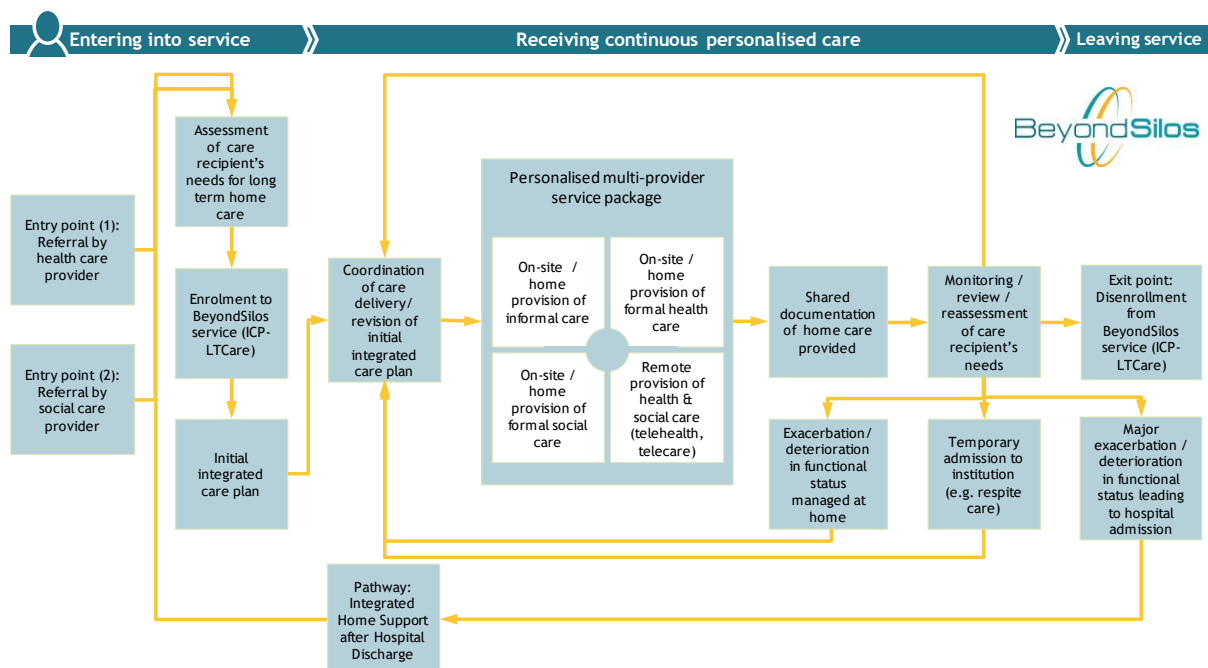 Entering into service
Receiving continuous personalised care
Leaving service
BeyondSilos
Assessment
of care
recipient's
needs for long
term home
care
Entry point (1):
Referral by
health care
provider
Enrolment to
BeyondSilos
service (ICP-
LTCare)
Entry point (2):
Referral by
social care
provider
Initial
integrated
care plan
Coordination
of care
delivery/
revision of
initial
integrated
care plan
Personalised multi-provider
service package
On-site /
home
provision of
informal care
On-site /
home
provision of
formal health
care
On-site /
home
provision of
formal social
care
Remote
provision of
health &
social care
(telehealth,
telecare)
Shared
documentation
of home care
provided
Monitoring /
review /
reassessment
of care
recipient's
needs
Exit point:
Disenrollment
from
BeyondSilos
service (ICP-
LTCare)
Exacerbation/
deterioration
in functional
status
managed at
home
Temporary
admission to
institution
(e.g. respite
care)
Major
exacerbation /
deterioration
in functional
status leading
to hospital
admission
Pathway:
Integrated
Home Support
after Hospital
Discharge